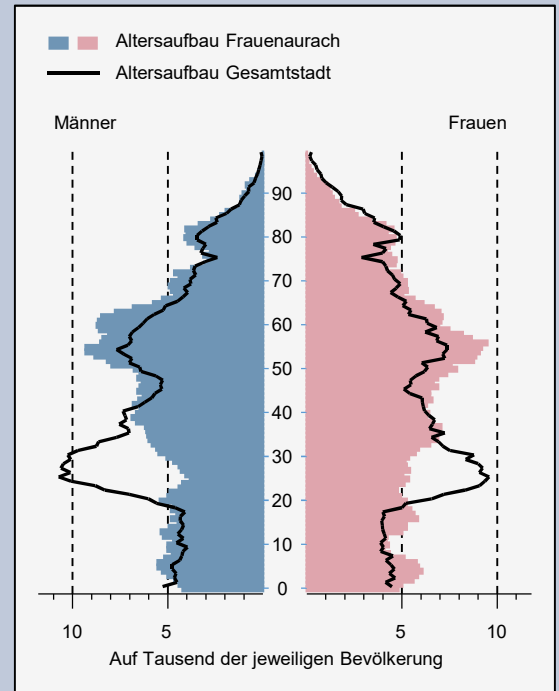 Altersaufbau Frauenaurach
Altersaufbau Gesamtstadt
Männer Frauen
90
80
70
60
50
40
30
20
10
0
10 5 5 10
Auf Tausend der jeweiligen Bevölkerung